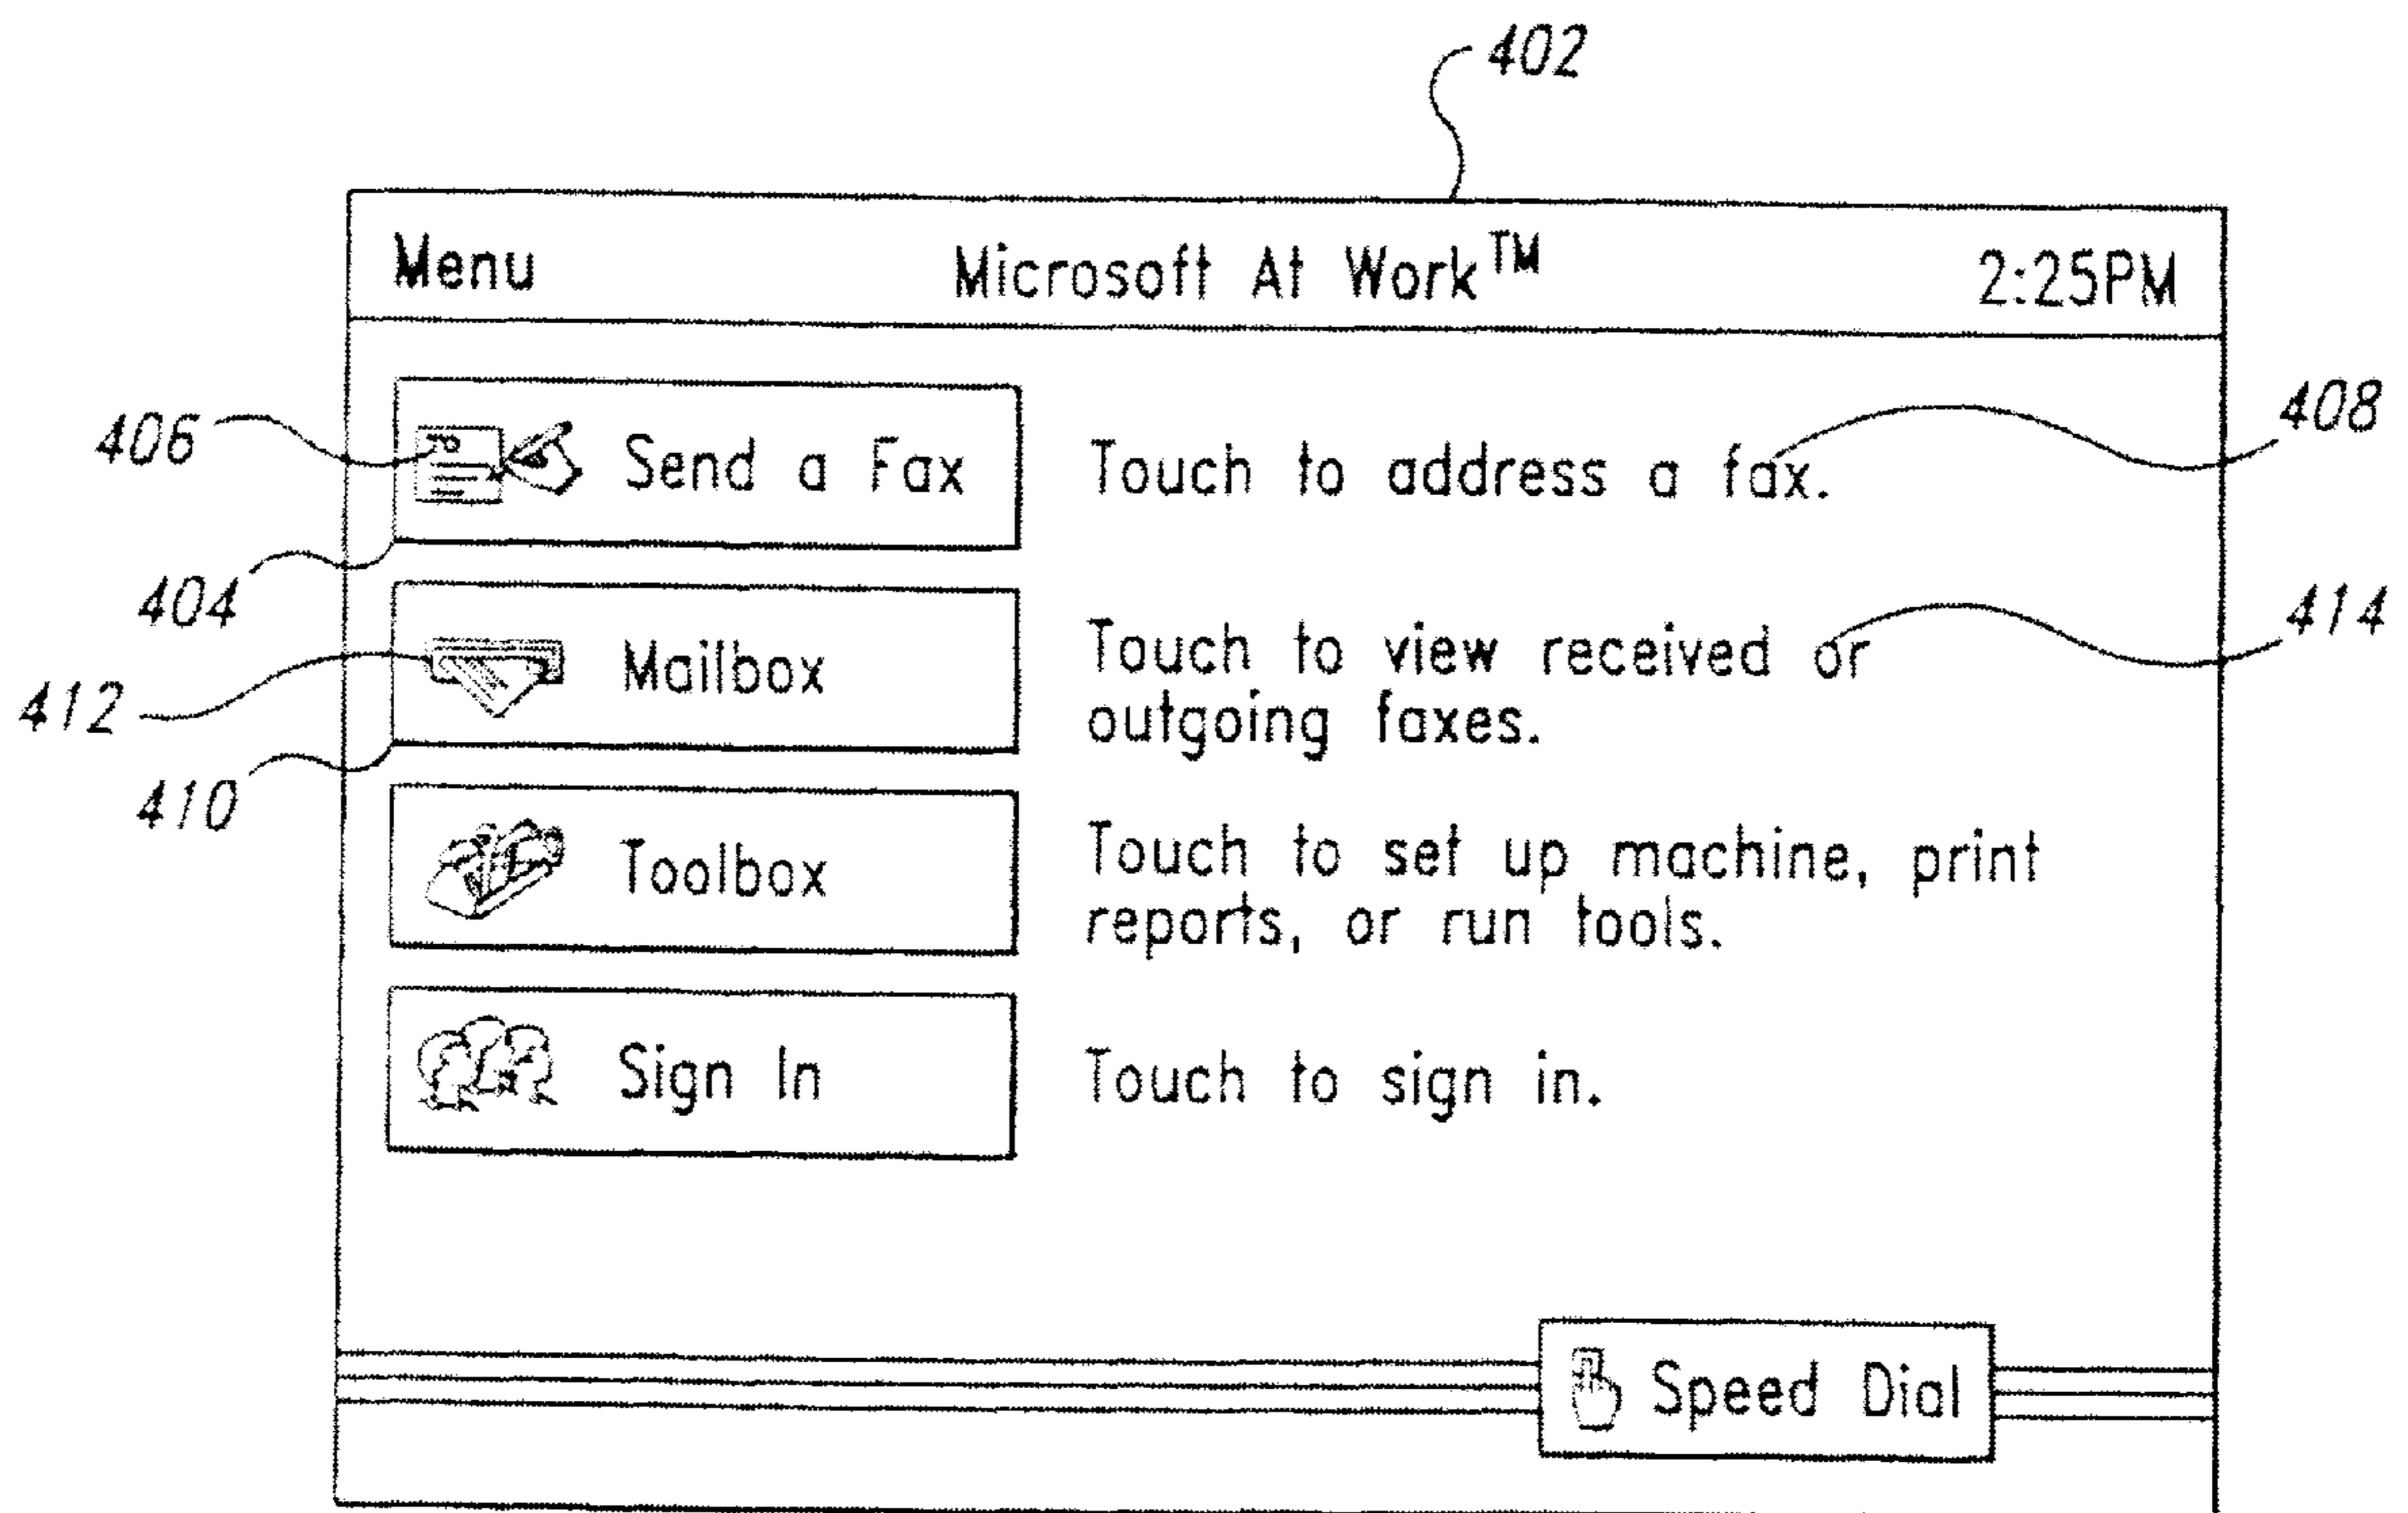 402
Menu Microsoft At Work™ 2:25PM
406 Send a Fax Touch to address a fax. 408
404
412 Mailbox Touch to view received or 414
outgoing faxes.
410
Toolbox Touch to set up machine, print
reports, or run tools.
Sign In Touch to sign in.
Speed Dial